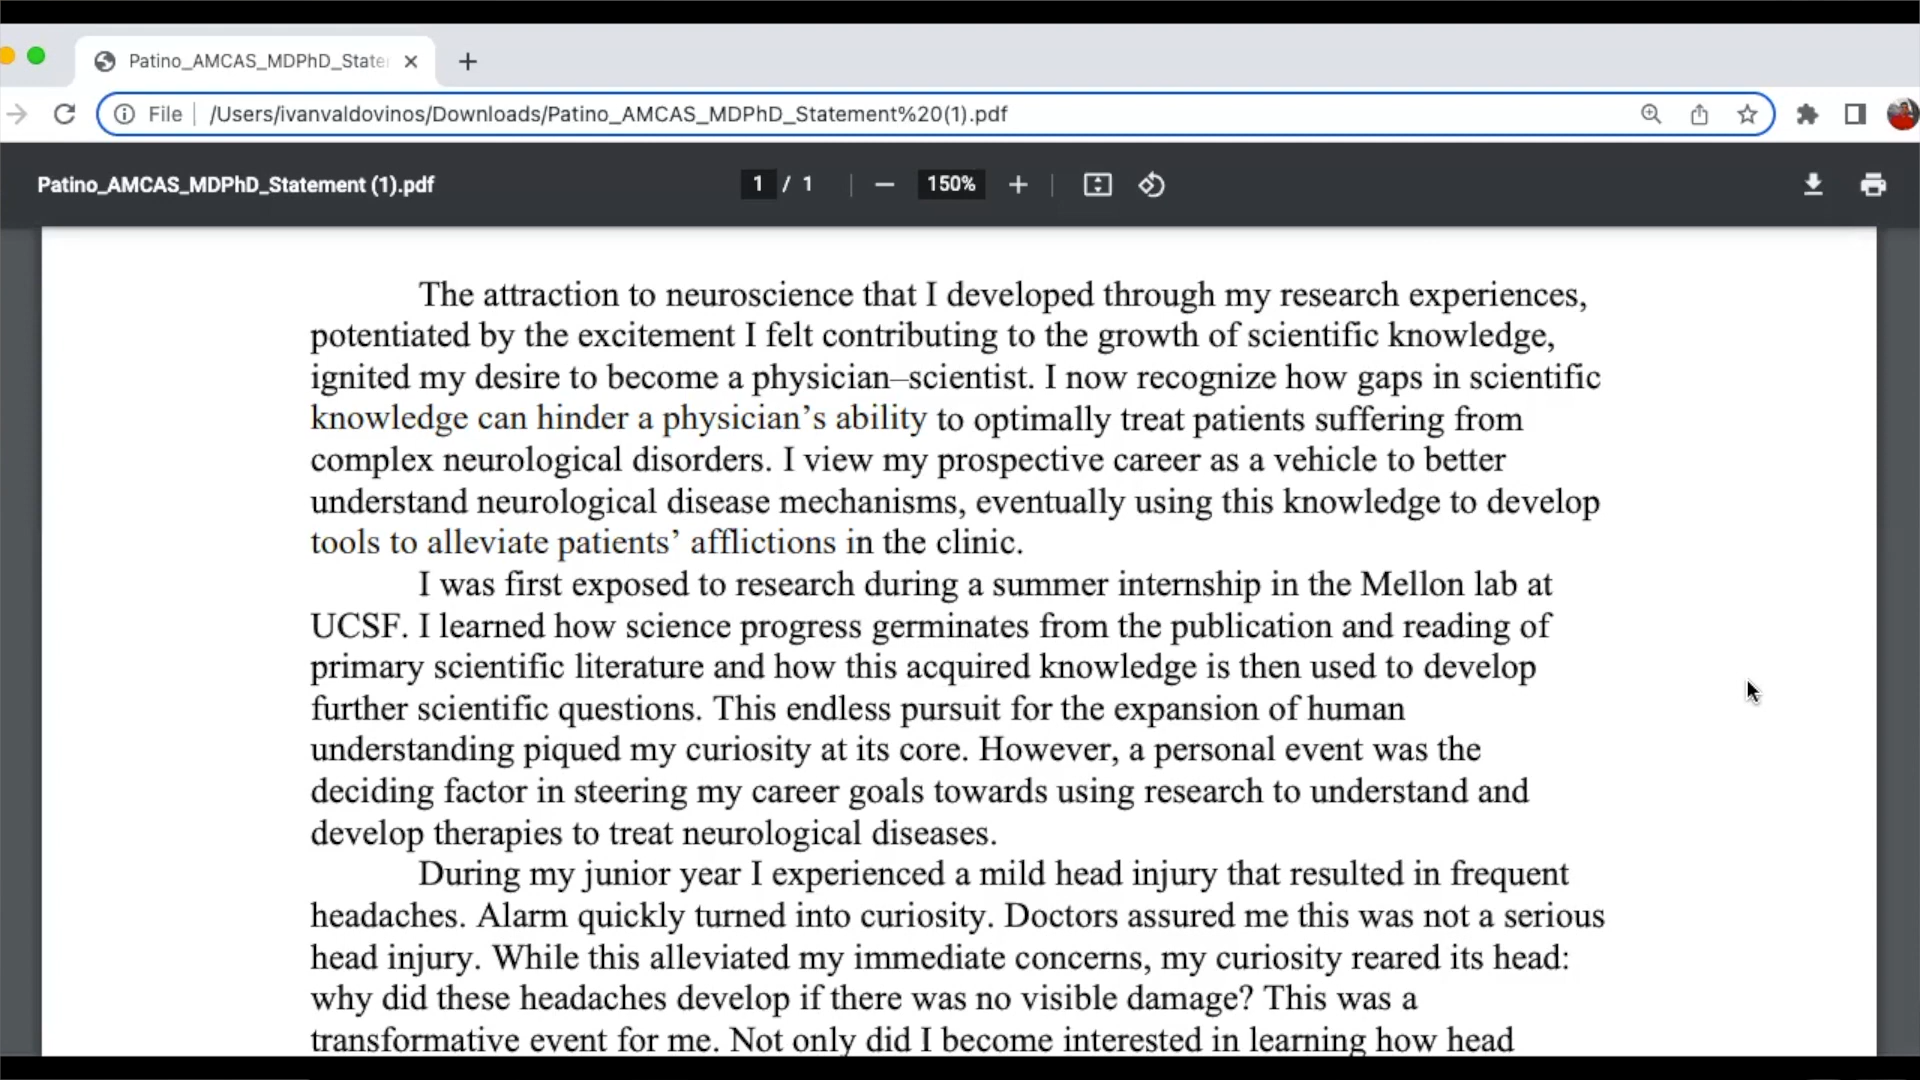 Patino_AMCAS_MDPhD_State
File /Users/ivanvaldovinos/Downloads/Patino_AMCAS_MDPhD_Statement%20(1).pdf
Patino_AMCAS_MDPhD_Statement (1).pdf 1 / 1 150%
The attraction to neuroscience that I developed through my research experiences,
potentiated by the excitement I felt contributing to the growth of scientific knowledge,
ignited my desire to become a physician–scientist. I now recognize how gaps in scientific
knowledge can hinder a physician’s ability to optimally treat patients suffering from
complex neurological disorders. I view my prospective career as a vehicle to better
understand neurological disease mechanisms, eventually using this knowledge to develop
tools to alleviate patients’ afflictions in the clinic.
I was first exposed to research during a summer internship in the Mellon lab at
UCSF. I learned how science progress germinates from the publication and reading of
primary scientific literature and how this acquired knowledge is then used to develop
further scientific questions. This endless pursuit for the expansion of human
understanding piqued my curiosity at its core. However, a personal event was the
deciding factor in steering my career goals towards using research to understand and
develop therapies to treat neurological diseases.
During my junior year I experienced a mild head injury that resulted in frequent
headaches. Alarm quickly turned into curiosity. Doctors assured me this was not a serious
head injury. While this alleviated my immediate concerns, my curiosity reared its head:
why did these headaches develop if there was no visible damage? This was a
transformative event for me. Not only did I become interested in learning how head